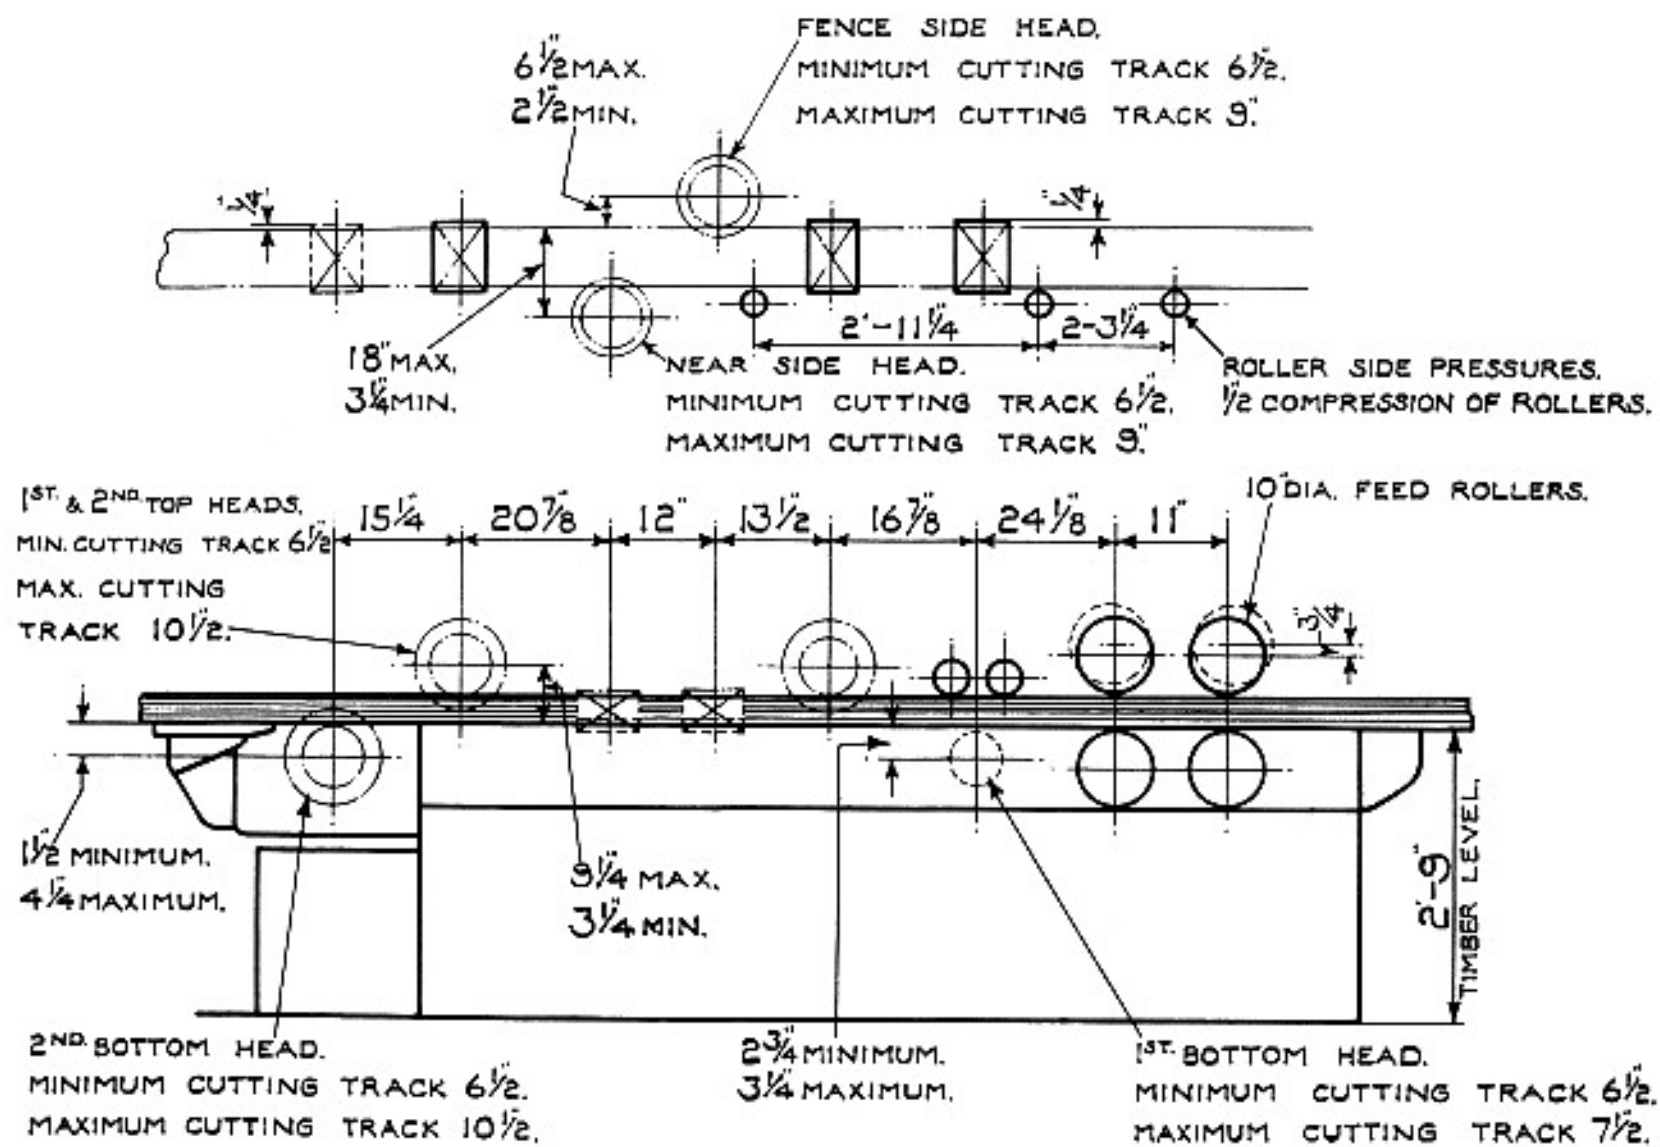 FENCE SIDE HEAD.
MINIMUM CUTTING TRACK 6½".
MAXIMUM CUTTING TRACK 9".
6½" MAX.
2½" MIN.
¼"
18" MAX.
3¼" MIN.
2'-11¼"
2-3¼"
NEAR SIDE HEAD.
MINIMUM CUTTING TRACK 6½".
MAXIMUM CUTTING TRACK 9".
ROLLER SIDE PRESSURES.
½" COMPRESSION OF ROLLERS.
1ST. & 2ND. TOP HEADS.
MIN. CUTTING TRACK 6½"
MAX. CUTTING
TRACK 10½".
15¼"
20⅞"
12"
13½"
16⅞"
24⅛"
11"
10" DIA. FEED ROLLERS.
¾"
1½" MINIMUM.
4¼" MAXIMUM.
9¼" MAX.
3¼" MIN.
2'-9"
TIMBER LEVEL.
2ND. BOTTOM HEAD.
MINIMUM CUTTING TRACK 6½".
MAXIMUM CUTTING TRACK 10½".
2¾" MINIMUM.
3¼" MAXIMUM.
1ST. BOTTOM HEAD.
MINIMUM CUTTING TRACK 6½".
MAXIMUM CUTTING TRACK 7½".